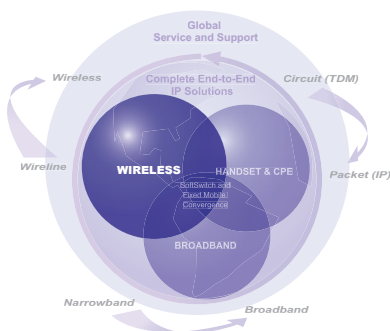 Global
Service and Support
Wireless
Complete End-to-End
IP Solutions
Circuit (TDM)
Wireline
WIRELESS
HANDSET & CPE
Packet (IP)
SoftSwitch and
Fixed Mobile
Convergence
BROADBAND
Narrowband
Broadband